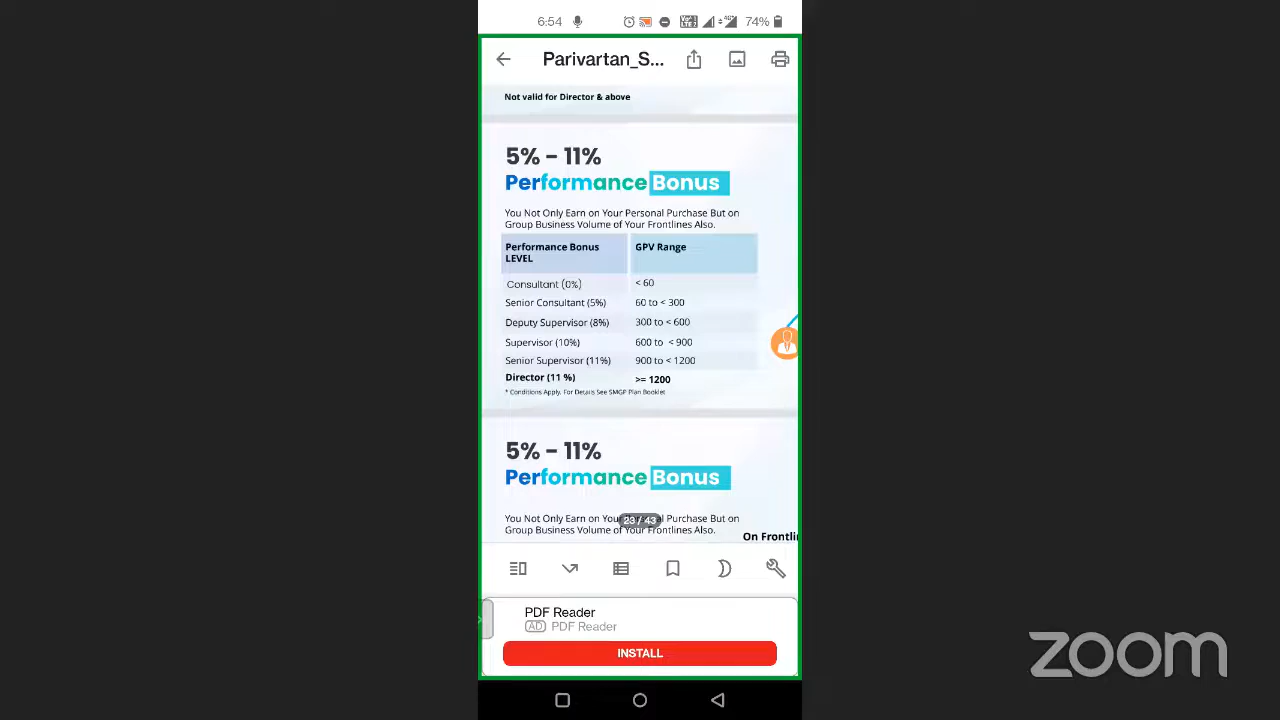 6:54 74%
Parivartan_S...
Not valid for Director & above
5% – 11%
Performance Bonus
You Not Only Earn on Your Personal Purchase But on
Group Business Volume of Your Frontlines Also.
Performance Bonus LEVEL GPV Range
Consultant (0%) < 60
Senior Consultant (5%) 60 to < 300
Deputy Supervisor (8%) 300 to < 600
Supervisor (10%) 600 to < 900
Senior Supervisor (11%) 900 to < 1200
Director (11 %) >= 1200
* Conditions Apply. For Details See SMGP Plan Booklet
5% – 11%
Performance Bonus
You Not Only Earn on Your Personal Purchase But on
Group Business Volume of Your Frontlines Also.
23 / 43
On Frontli
PDF Reader
AD PDF Reader
INSTALL
zoom